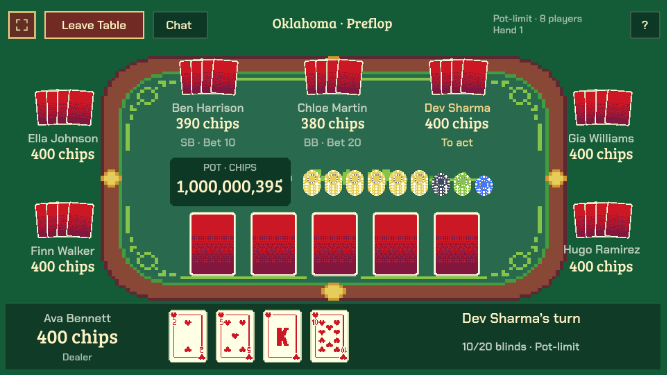 Leave Table
Chat
Oklahoma · Preflop
Pot-limit · 8 players
Hand 1
?
Ben Harrison
390 chips
SB · Bet 10
Chloe Martin
380 chips
BB · Bet 20
Dev Sharma
400 chips
To act
Ella Johnson
400 chips
Gia Williams
400 chips
POT · CHIPS
1,000,000,395
Finn Walker
400 chips
Hugo Ramirez
400 chips
Ava Bennett
400 chips
Dealer
K
10
Dev Sharma's turn
10/20 blinds · Pot-limit